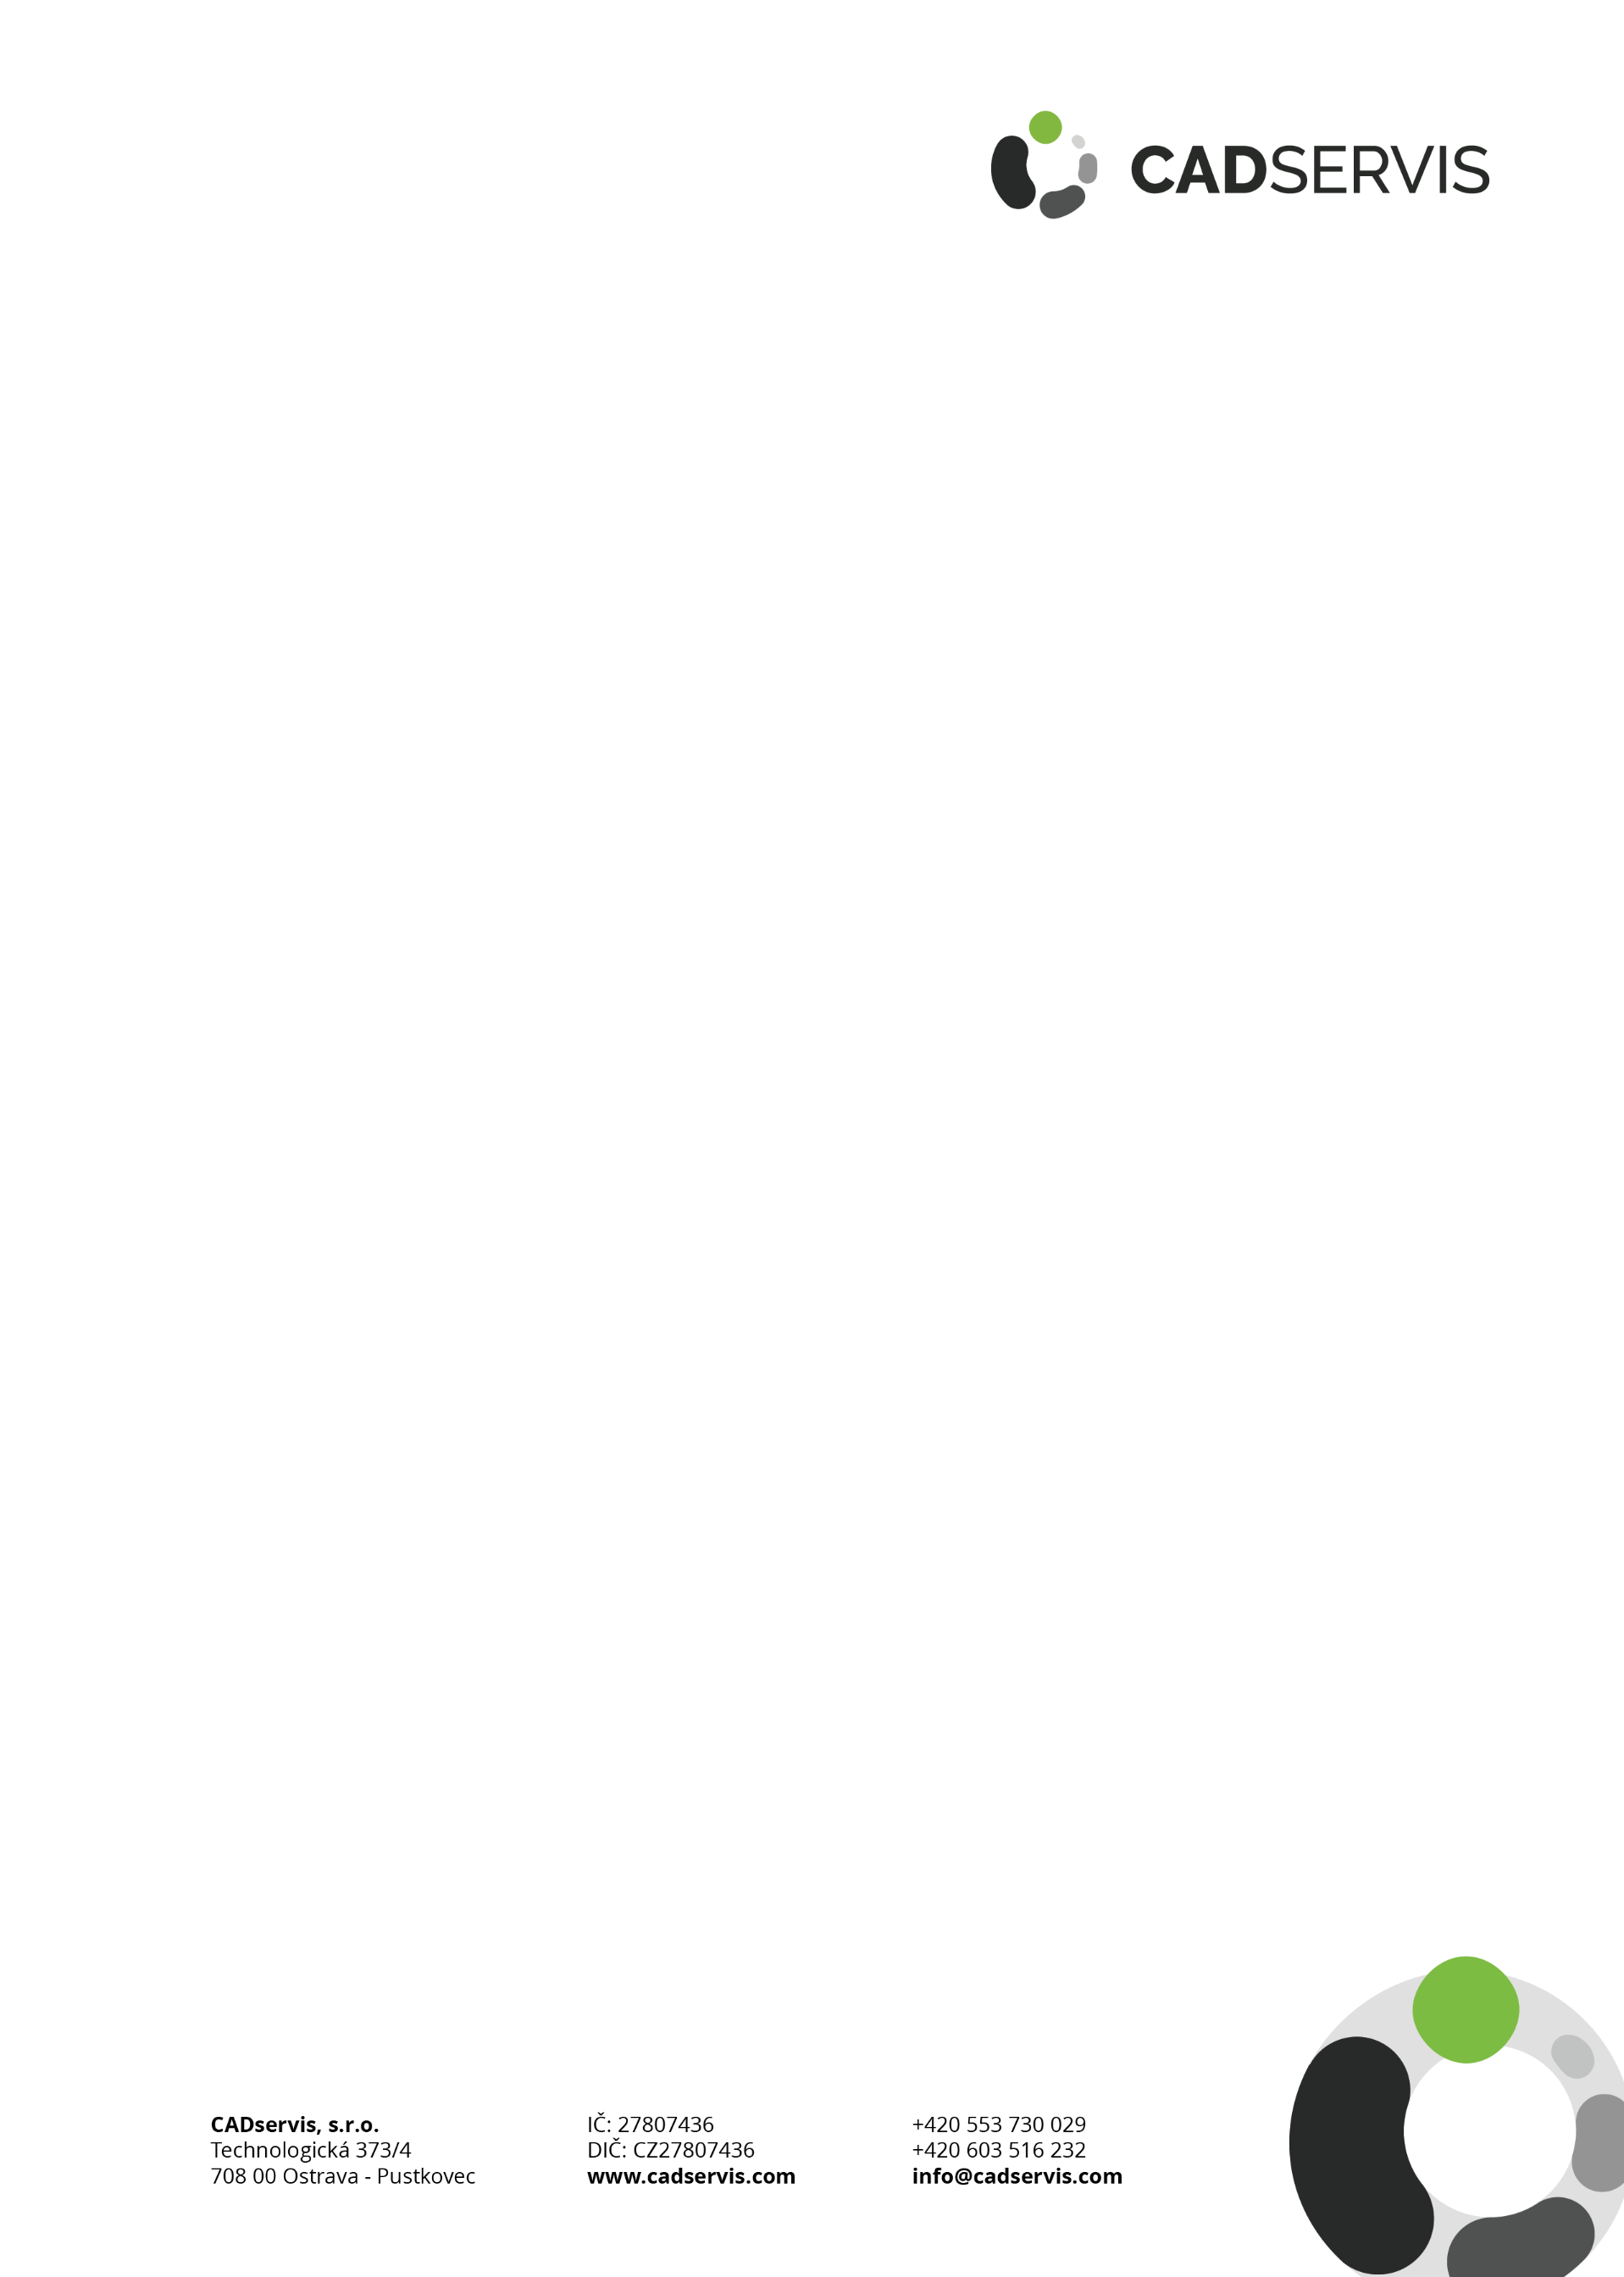 CADSERVIS
CADservis, s.r.o.
Technologická 373/4
708 00 Ostrava - Pustkovec
IČ: 27807436
DIČ: CZ27807436
www.cadservis.com
+420 553 730 029
+420 603 516 232
info@cadservis.com